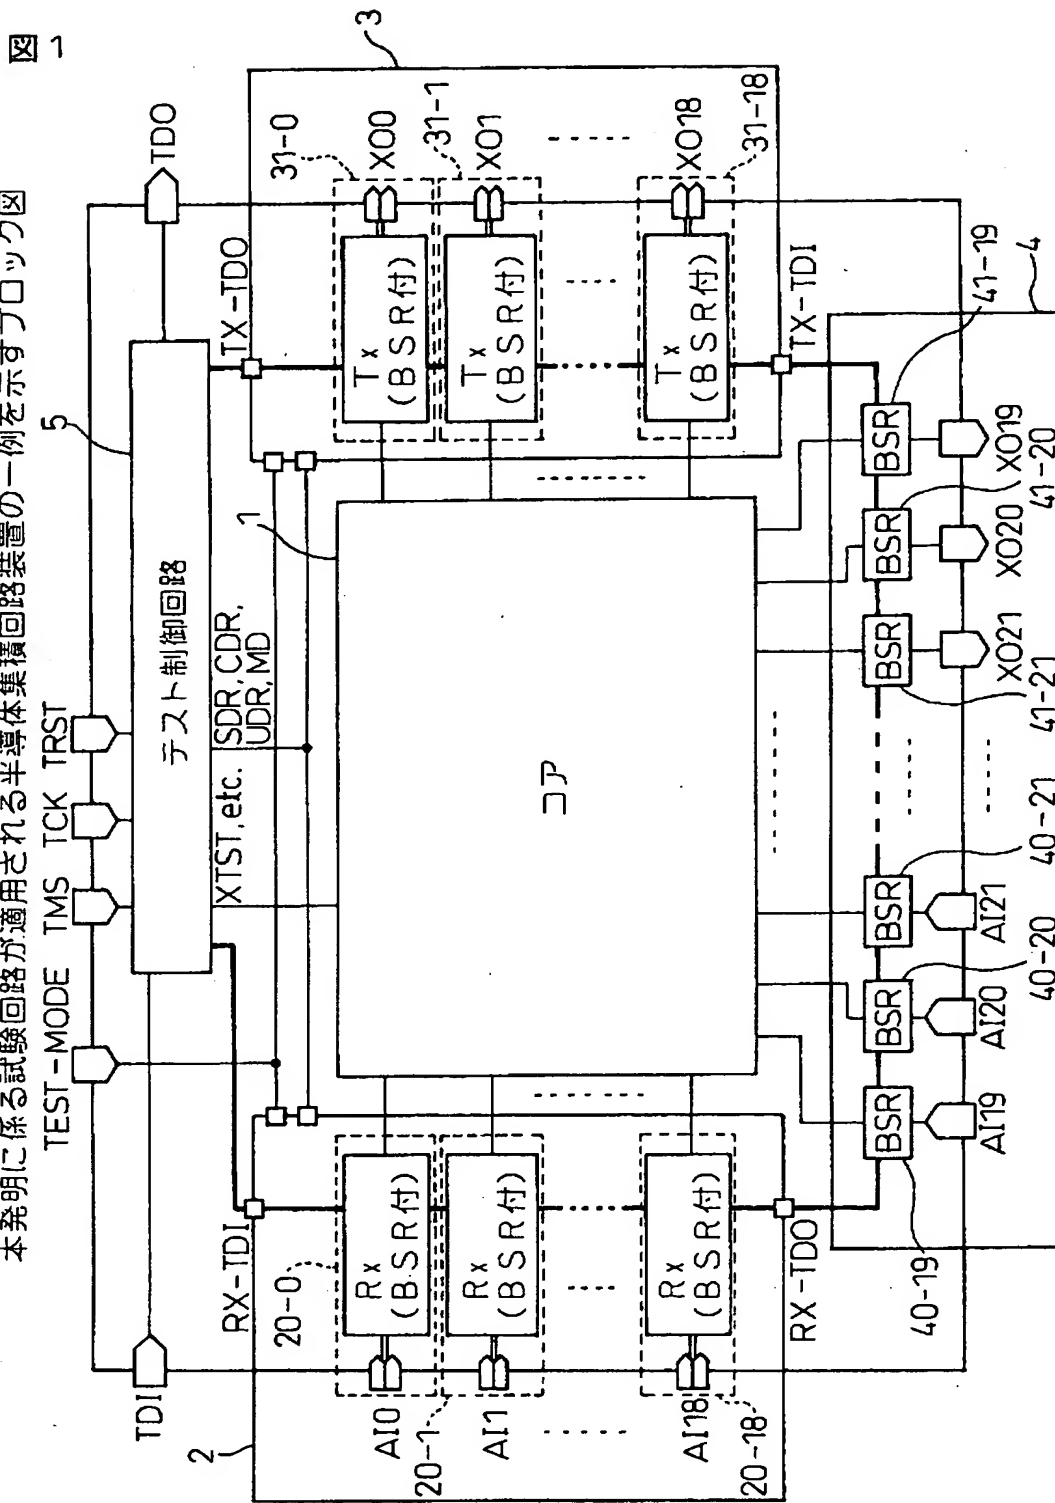 図1
本発明に係る試験回路が適用される半導体集積回路装置の一例を示すブロック図
TEST-MODE
TMS
TCK
TRST
5
TDI
TDO
テスト制御回路
XTST,etc.
SDR,CDR,
UDR,MD
RX-TDI
TX-TDO
2
3
1
コア
20-0
AI0
Rx
(BSR付)
20-1
AI1
Rx
(BSR付)
AI18
Rx
(BSR付)
20-18
RX-TDO
31-0
XO0
Tx
(BSR付)
31-1
XO1
Tx
(BSR付)
XO18
Tx
(BSR付)
31-18
TX-TDI
BSR
BSR
BSR
BSR
BSR
BSR
40-19
AI19
AI20
AI21
XO21
XO20
XO19
40-20
40-21
41-21
41-20
41-19
4